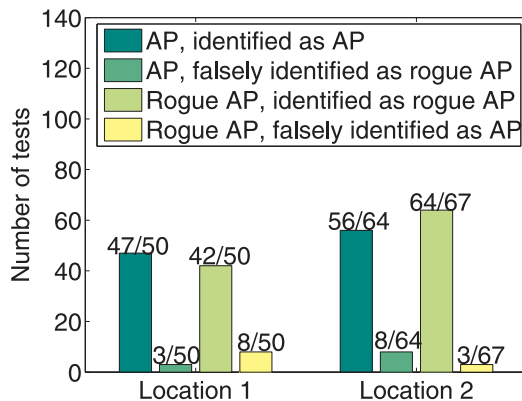 140
120
100
80
60
40
20
0
Number of tests
AP, identified as AP
AP, falsely identified as rogue AP
Rogue AP, identified as rogue AP
Rogue AP, falsely identified as AP
47/50
3/50
42/50
8/50
56/64
8/64
64/67
3/67
Location 1
Location 2